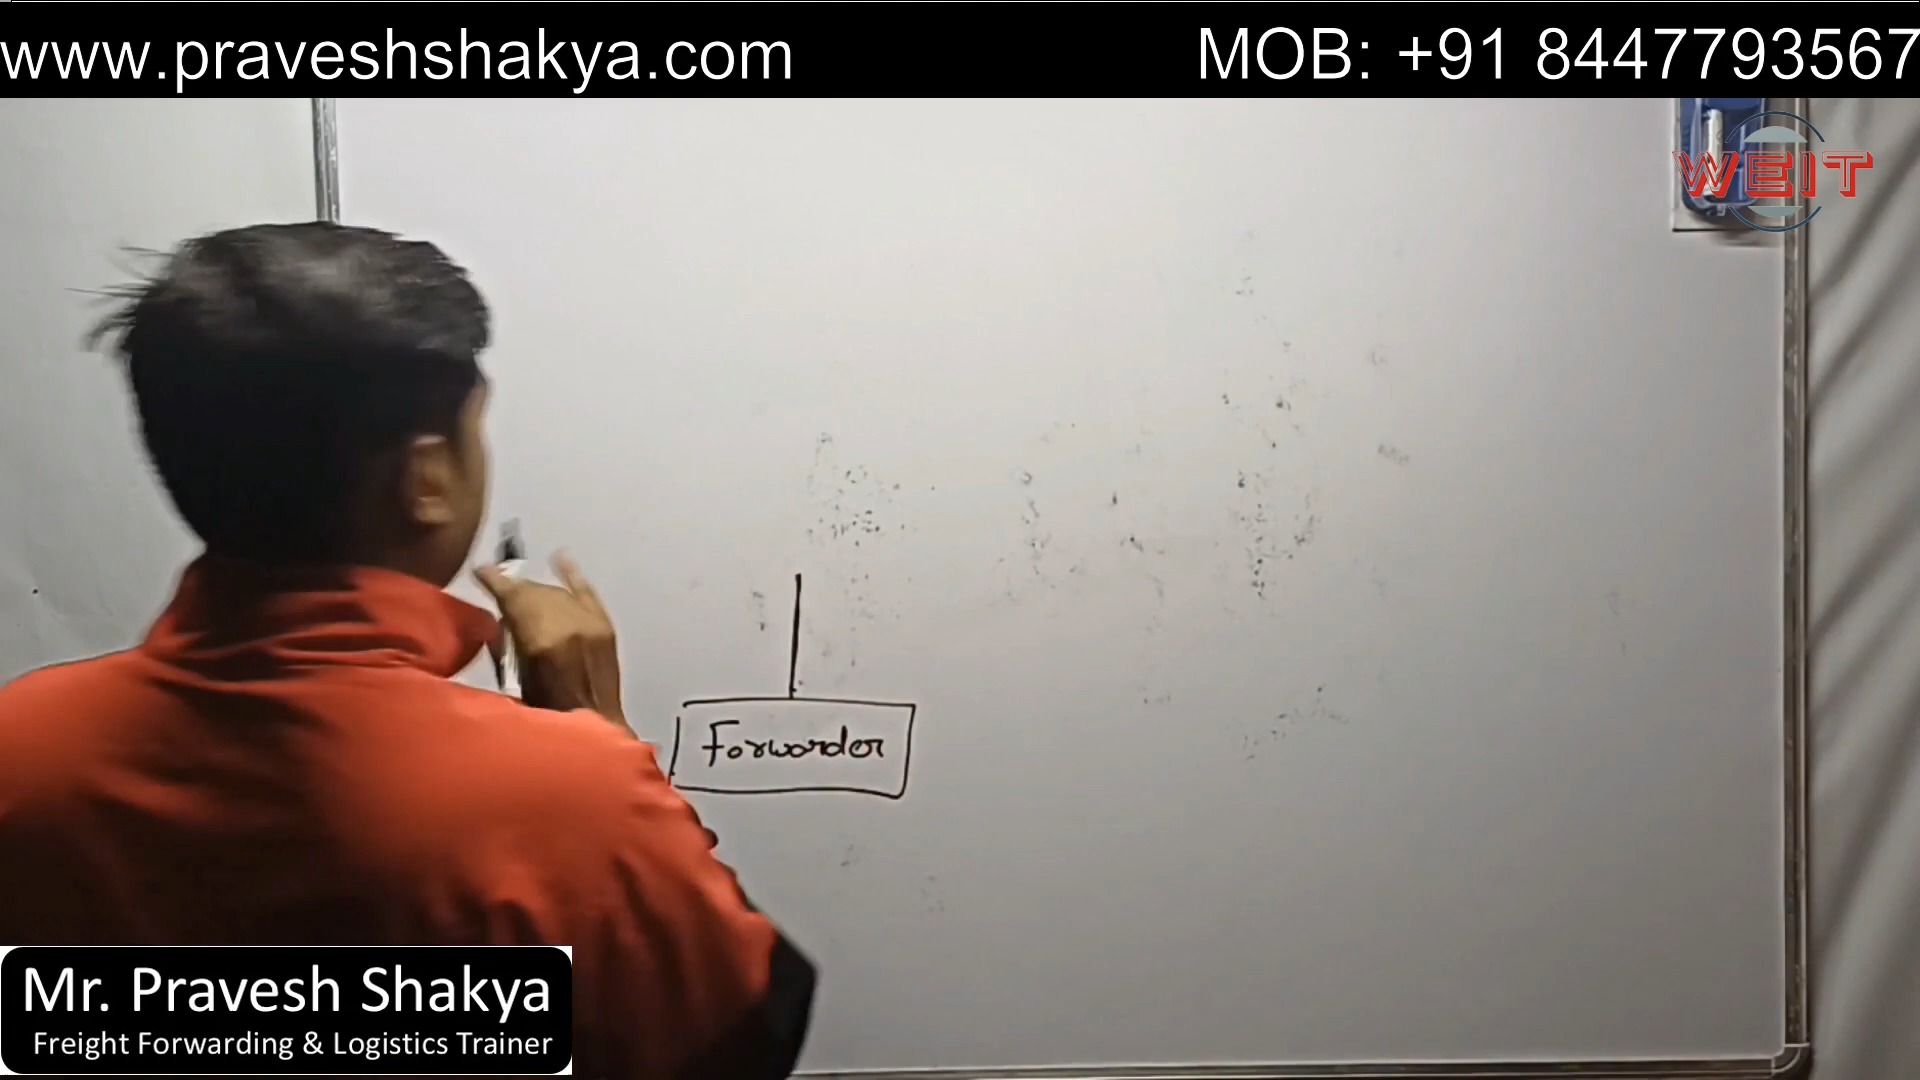 www.praveshshakya.com
MOB: +91 8447793567
WEIT
Forwarder
Mr. Pravesh Shakya
Freight Forwarding & Logistics Trainer